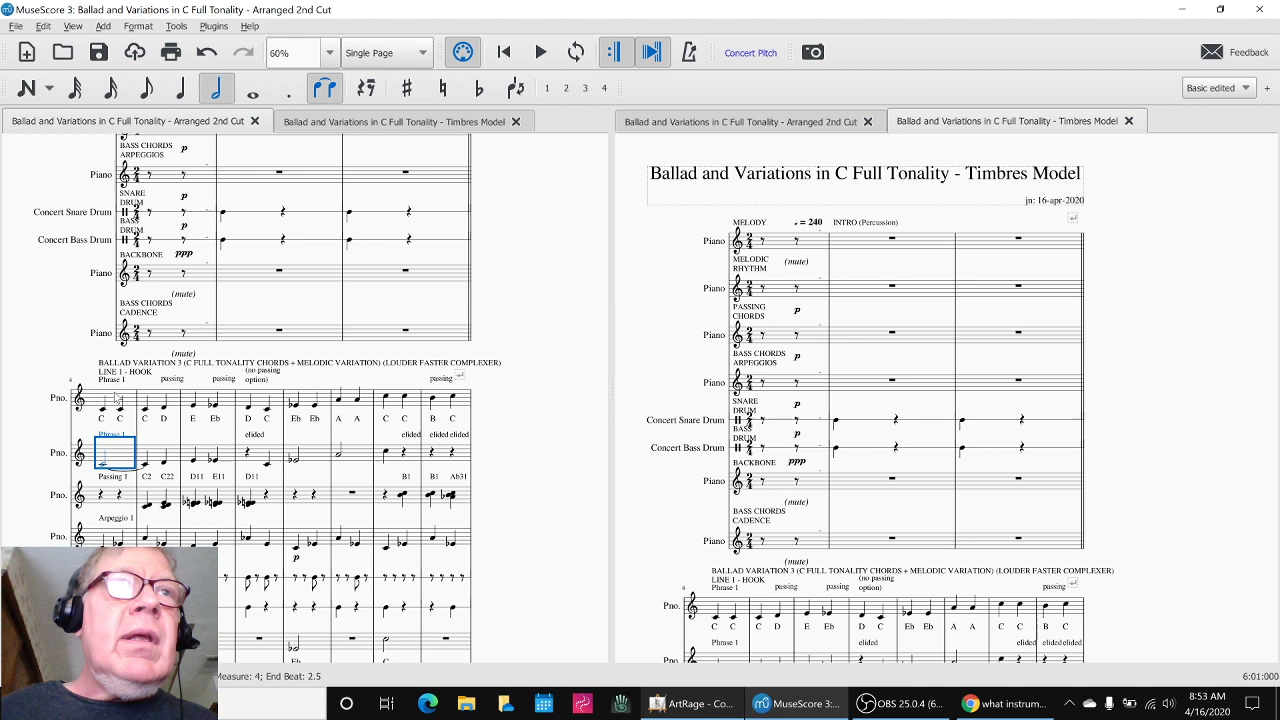 MuseScore 3: Ballad and Variations in C Full Tonality - Arranged 2nd Cut
File Edit View Add Format Tools Plugins Help
60% Single Page Concert Pitch Feedback
1 2 3 4 Basic edited +
Ballad and Variations in C Full Tonality - Arranged 2nd Cut
Ballad and Variations in C Full Tonality - Timbres Model
BASS CHORDS
ARPEGGIOS
p
Piano
SNARE
DRUM
p
Concert Snare Drum
BASS
DRUM
p
Concert Bass Drum
BACKBONE ppp
Piano
(mute)
BASS CHORDS
CADENCE
Piano
(mute)
BALLAD VARIATION 3 (C FULL TONALITY CHORDS + MELODIC VARIATION) (LOUDER FASTER COMPLEXER)
LINE 1 - HOOK
Phrase 1 passing passing (no passing option) passing
4
Pno.
C C C D E Eb D C Eb Eb A A C C B C
Phrase 1 elided elided elided elided
Pno.
Passing 1 C2 C22 D11 E11 D11 B1 B1 Ab31
Pno.
Arpeggio 1
Pno.
p
Eb C
Measure: 4; End Beat: 2.5
Ballad and Variations in C Full Tonality - Arranged 2nd Cut
Ballad and Variations in C Full Tonality - Timbres Model
Ballad and Variations in C Full Tonality - Timbres Model
jn: 16-apr-2020
MELODY . = 240 INTRO (Percussion)
Piano
MELODIC
RHYTHM
(mute)
Piano
PASSING
CHORDS
p
Piano
BASS CHORDS
ARPEGGIOS
p
Piano
SNARE
DRUM
p
Concert Snare Drum
BASS
DRUM
p
Concert Bass Drum
BACKBONE ppp
Piano
(mute)
BASS CHORDS
CADENCE
Piano
(mute)
BALLAD VARIATION 3 (C FULL TONALITY CHORDS + MELODIC VARIATION) (LOUDER FASTER COMPLEXER)
LINE 1 - HOOK
Phrase 1 passing passing (no passing option) passing
4
Pno.
C C C D E Eb D C Eb Eb A A C C B C
Phrase 1 elided elided elided elided
Pno.
6:01:000
ArtRage - Co... MuseScore 3:... OBS 25.0.4 (6... what instrum...
8:53 AM
4/16/2020